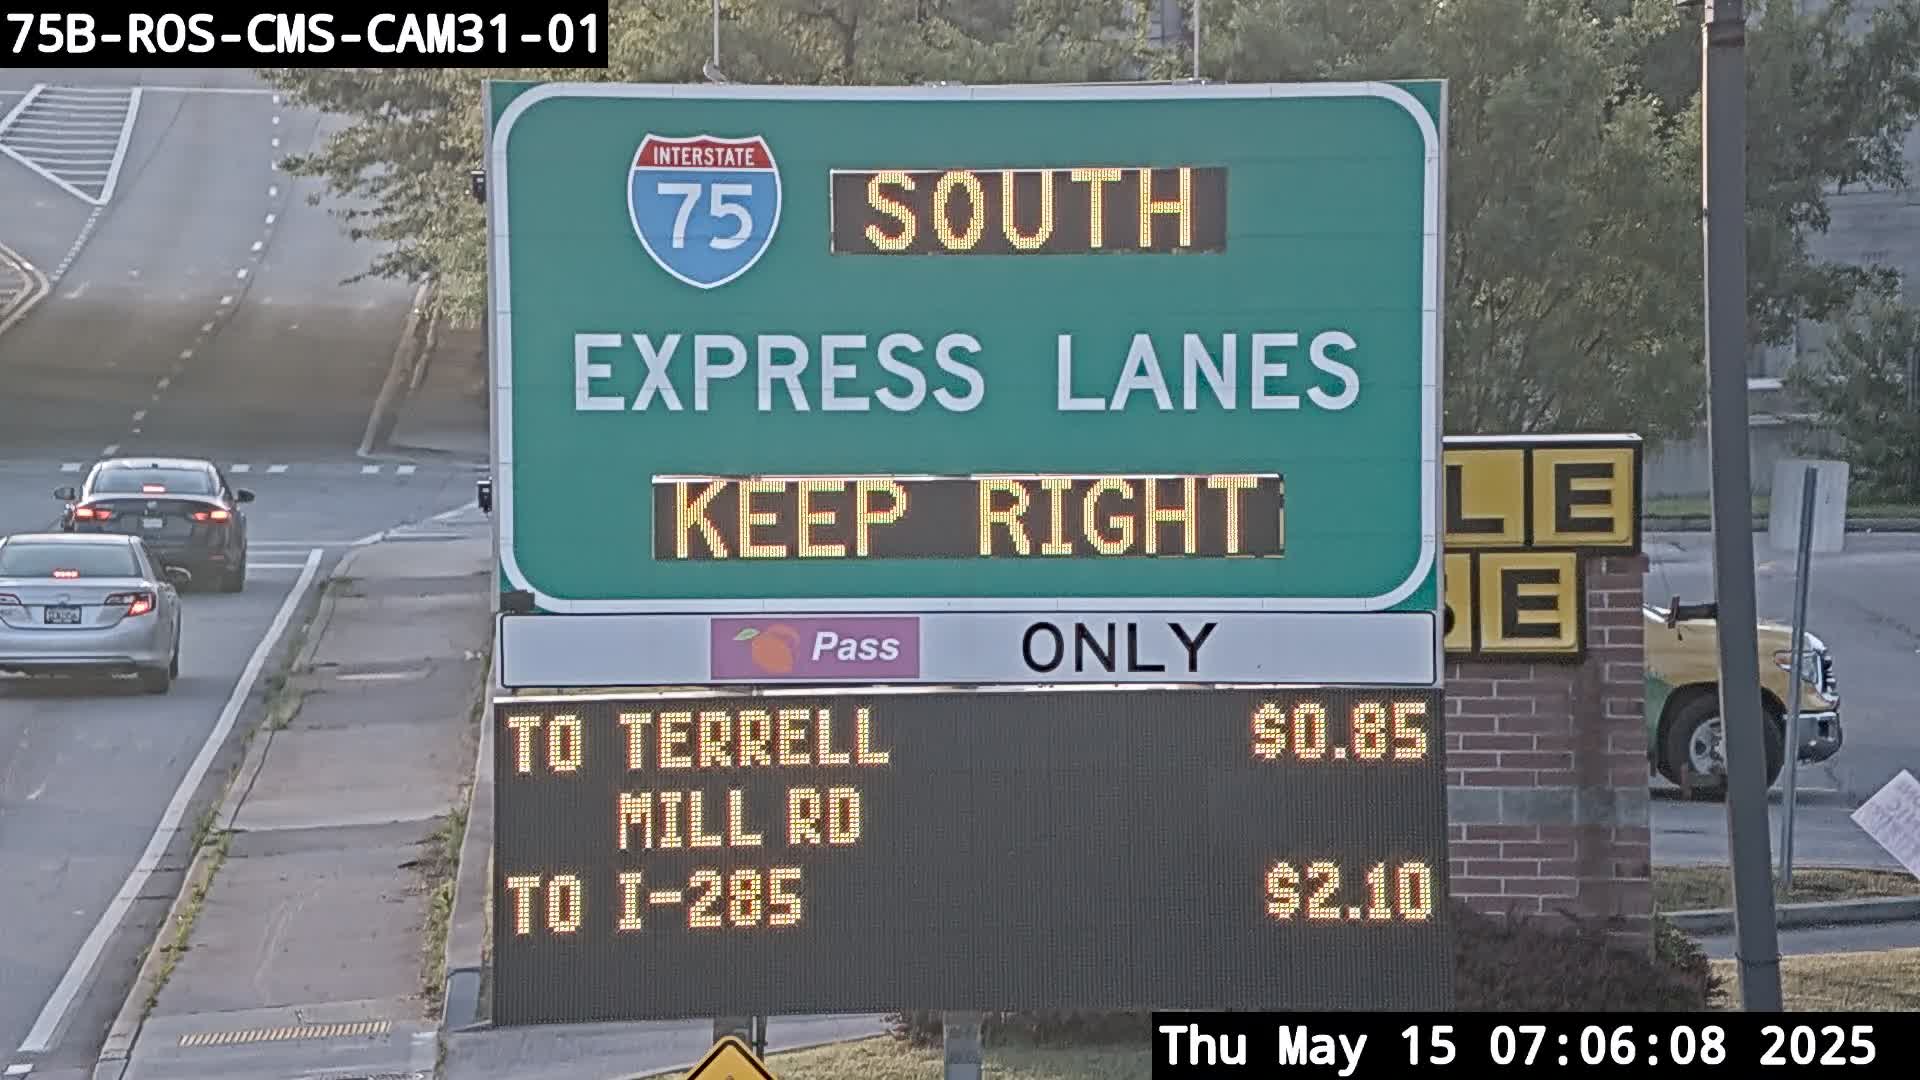 75B-ROS-CMS-CAM31-01
INTERSTATE
75
SOUTH
EXPRESS LANES
KEEP RIGHT
Pass ONLY
TO TERRELL $0.85
MILL RD
TO I-285 $2.10
LE
E
Thu May 15 07:06:08 2025